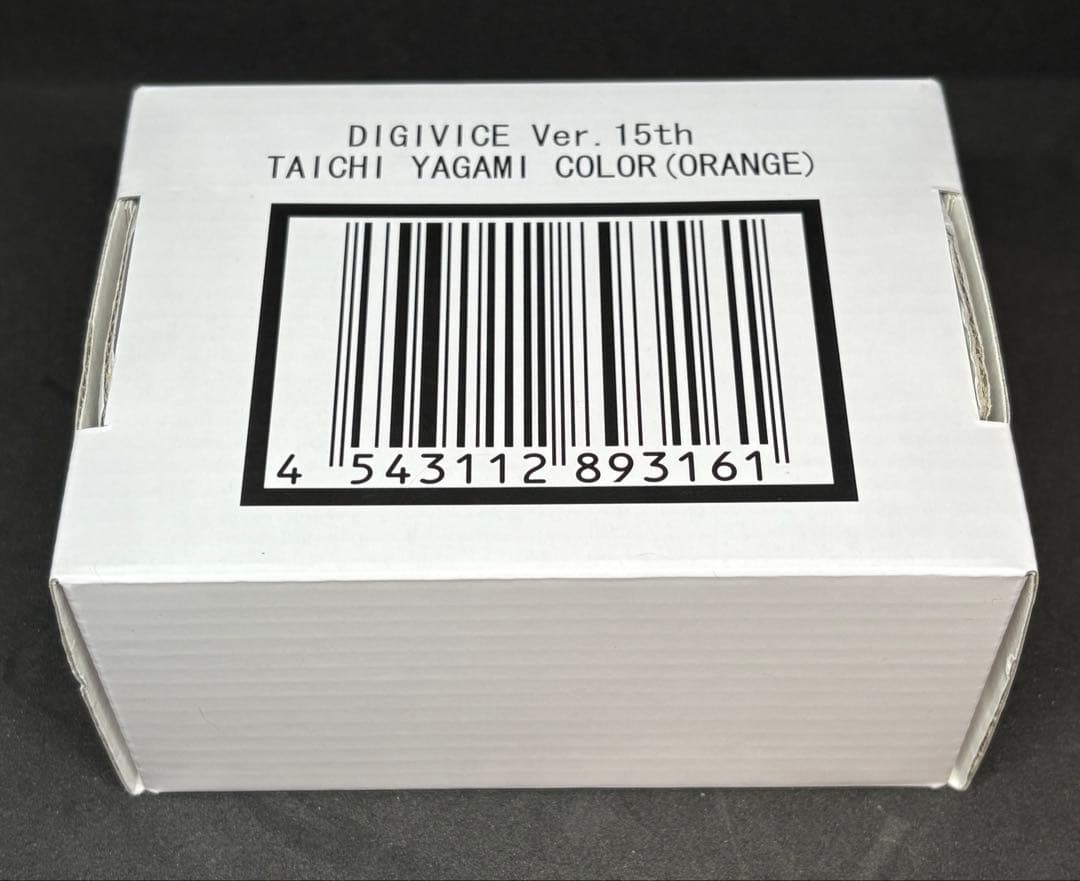 DIGIVICE Ver. 15th
TAICHI YAGAMI COLOR(ORANGE)
4 543112 893161